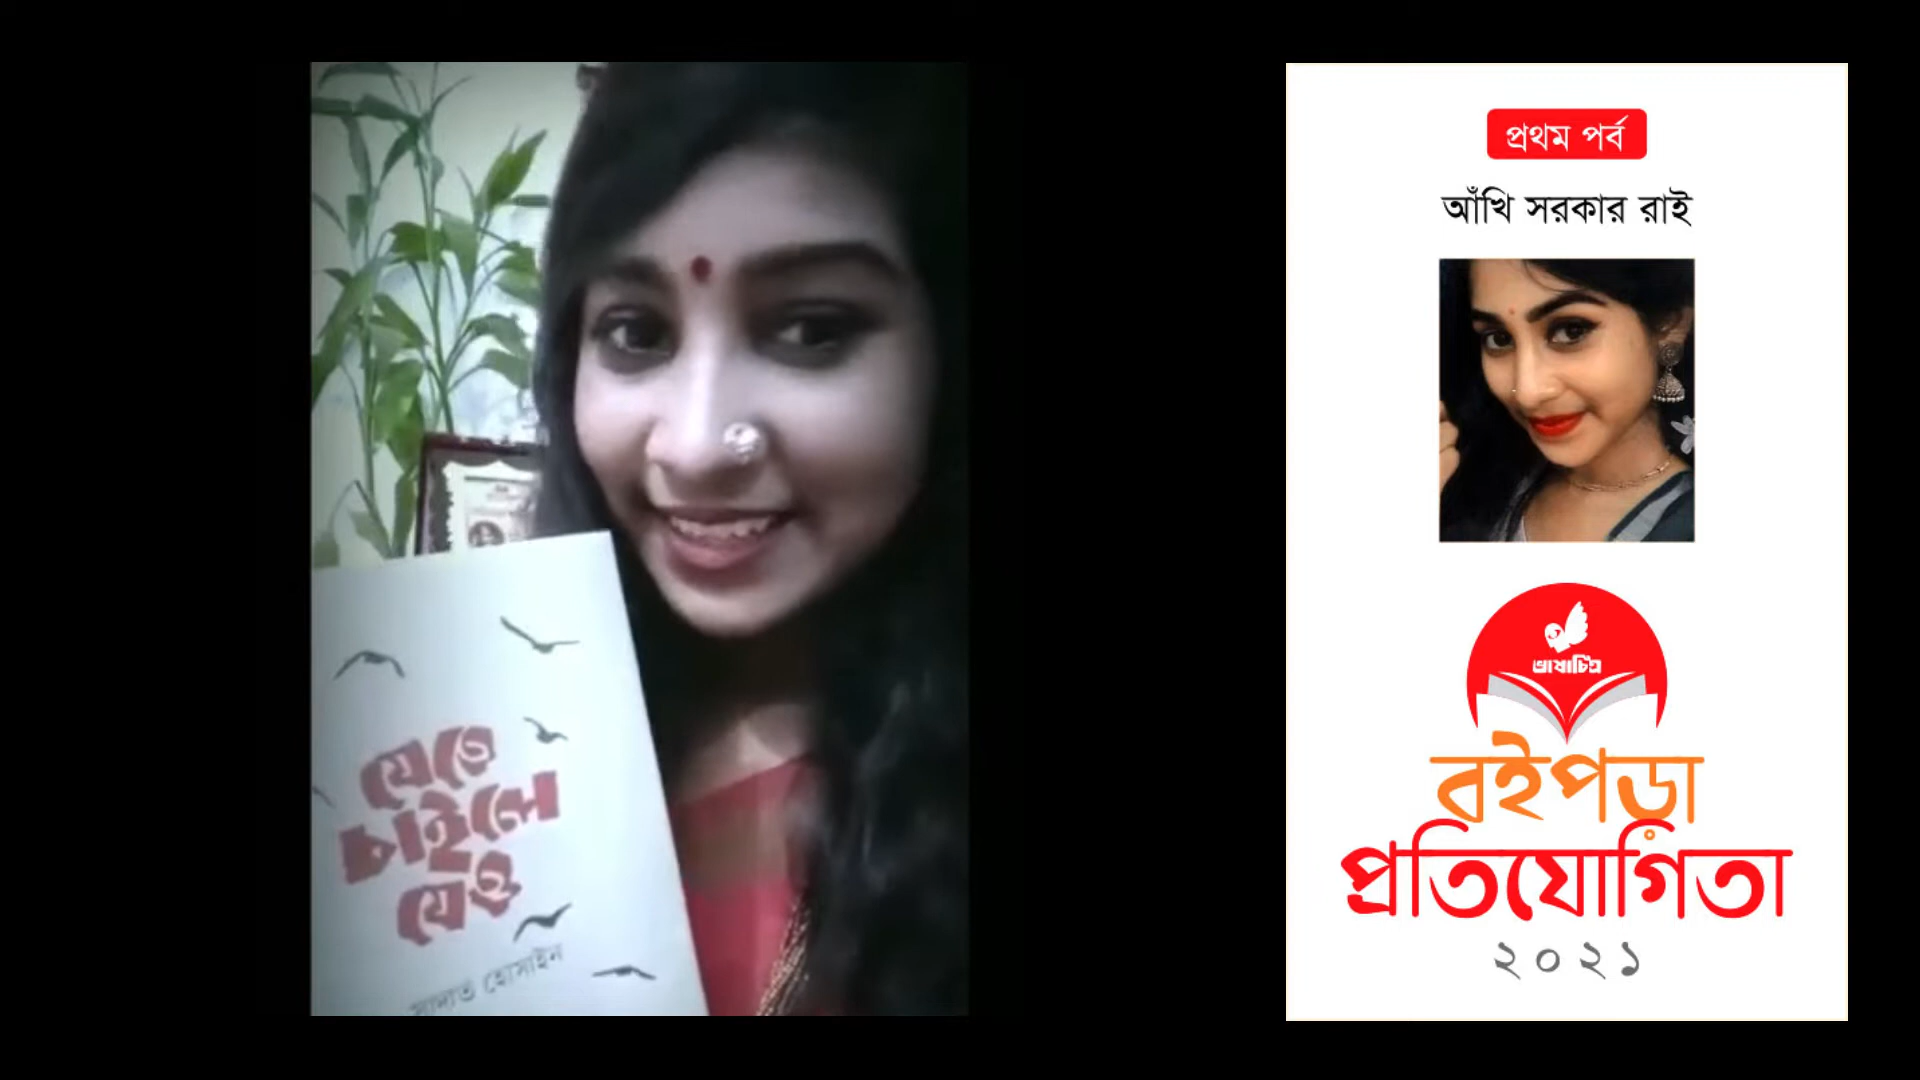 যেতে
চাইলে
যেও
সাদাত হোসাইন
প্রথম পর্ব
আঁখি সরকার রাই
ভাষাচিত্র
বইপড়া
প্রতিযোগিতা
২০২১